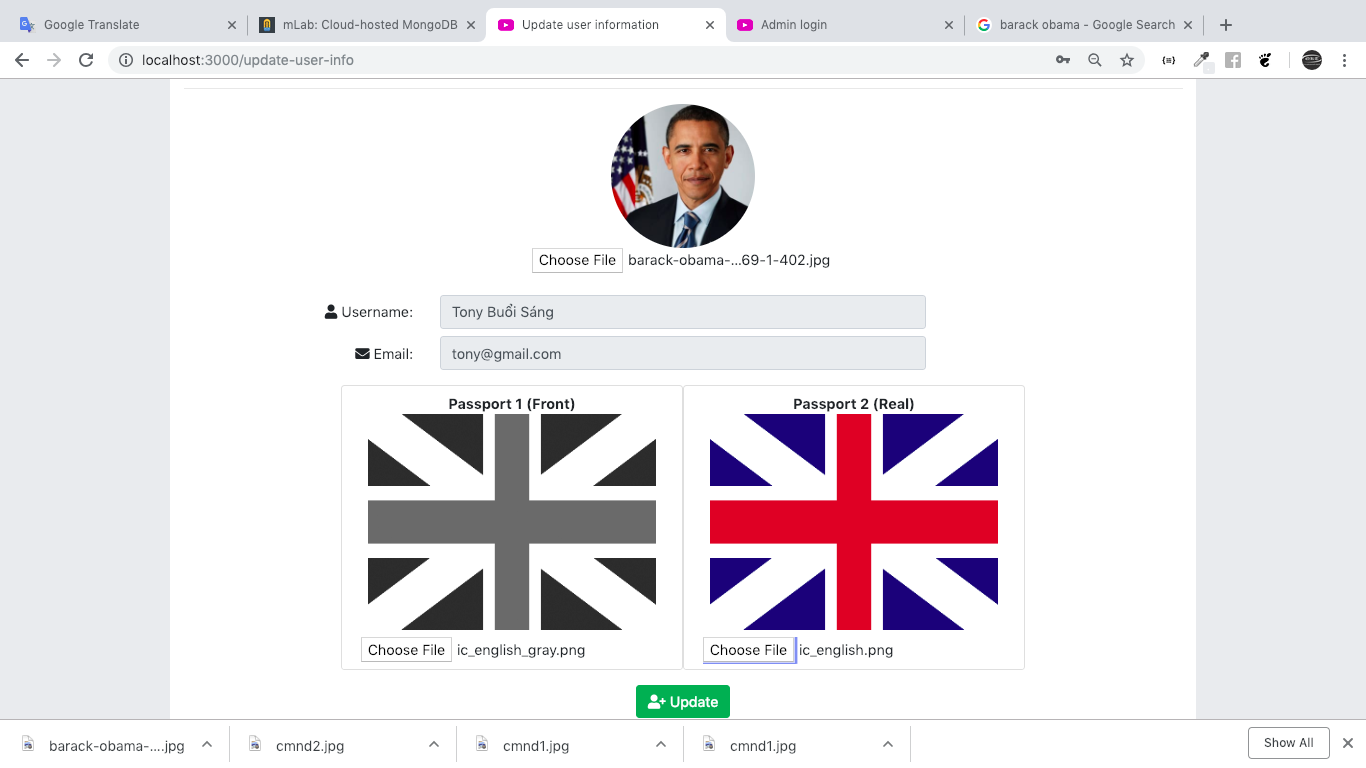 Google Translate
mLab: Cloud-hosted MongoDB
Update user information
Admin login
barack obama - Google Search
localhost:3000/update-user-info
Choose File barack-obama-...69-1-402.jpg
Username: Tony Buổi Sáng
Email: tony@gmail.com
Passport 1 (Front)
Passport 2 (Real)
Choose File ic_english_gray.png
Choose File ic_english.png
Update
barack-obama-....jpg
cmnd2.jpg
cmnd1.jpg
cmnd1.jpg
Show All